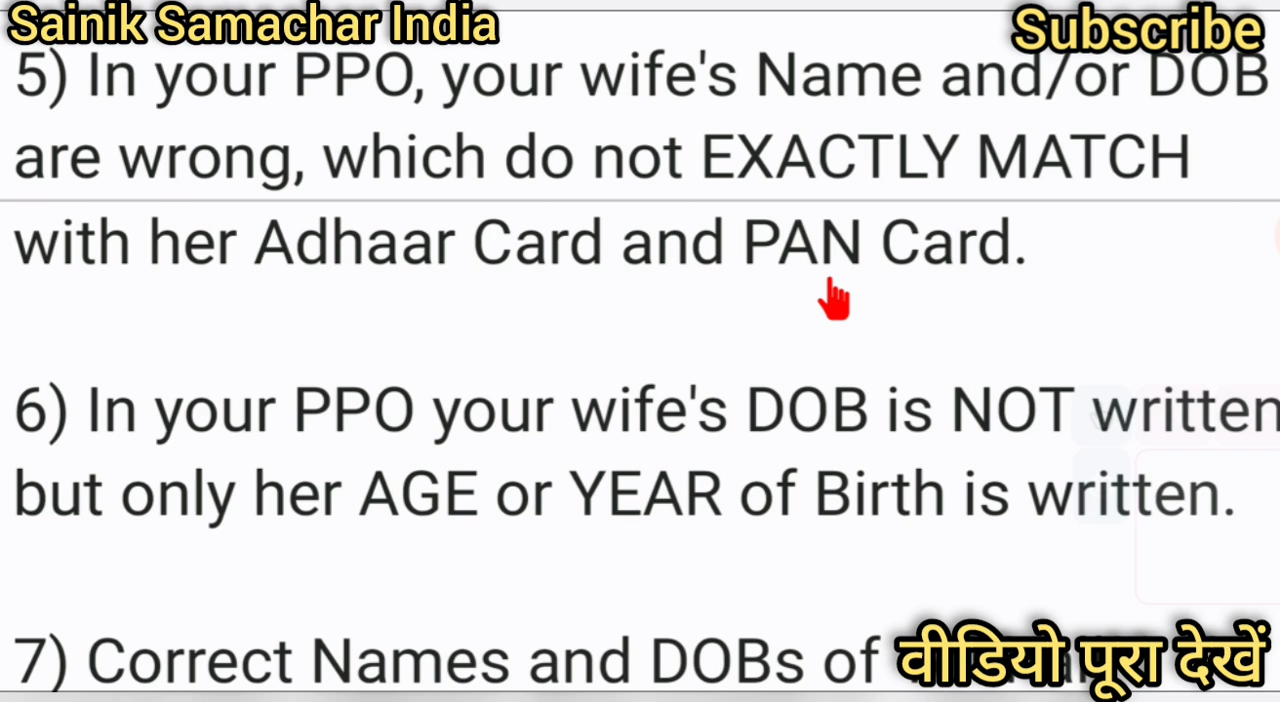 Sainik Samachar India
Subscribe
5) In your PPO, your wife's Name and/or DOB
are wrong, which do not EXACTLY MATCH
with her Adhaar Card and PAN Card.
6) In your PPO your wife's DOB is NOT written
but only her AGE or YEAR of Birth is written.
7) Correct Names and DOBs of
वीडियो पूरा देखें